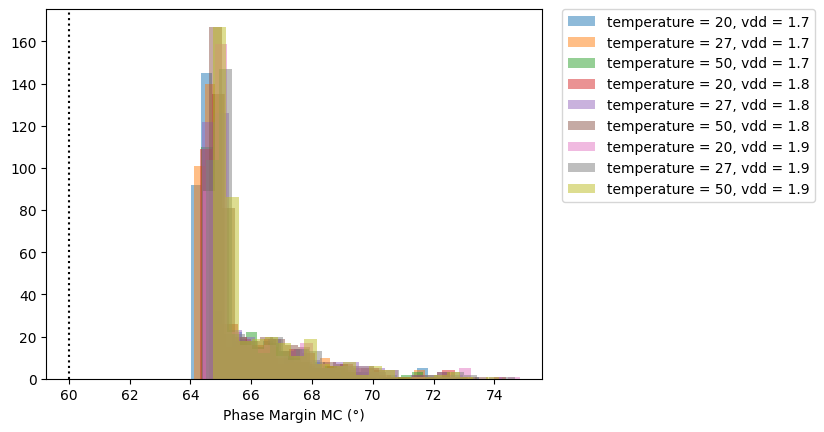 temperature = 20, vdd = 1.7
temperature = 27, vdd = 1.7
temperature = 50, vdd = 1.7
temperature = 20, vdd = 1.8
temperature = 27, vdd = 1.8
temperature = 50, vdd = 1.8
temperature = 20, vdd = 1.9
temperature = 27, vdd = 1.9
temperature = 50, vdd = 1.9
160
140
120
100
80
60
40
20
0
60 62 64 66 68 70 72 74
Phase Margin MC (°)